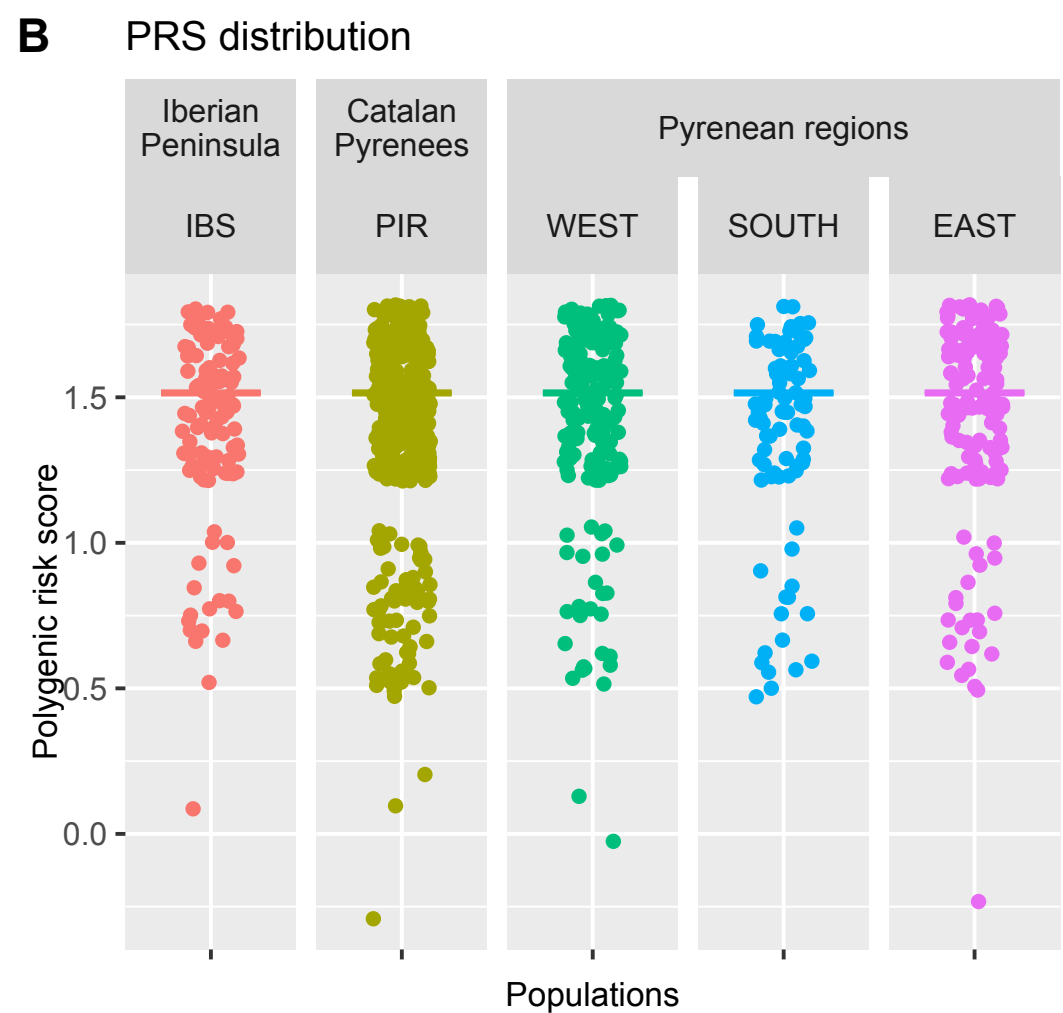 B PRS distribution
Iberian
Peninsula
Catalan
Pyrenees
Pyrenean regions
IBS
PIR
WEST
SOUTH
EAST
Polygenic risk score
1.5
1.0
0.5
0.0
Populations